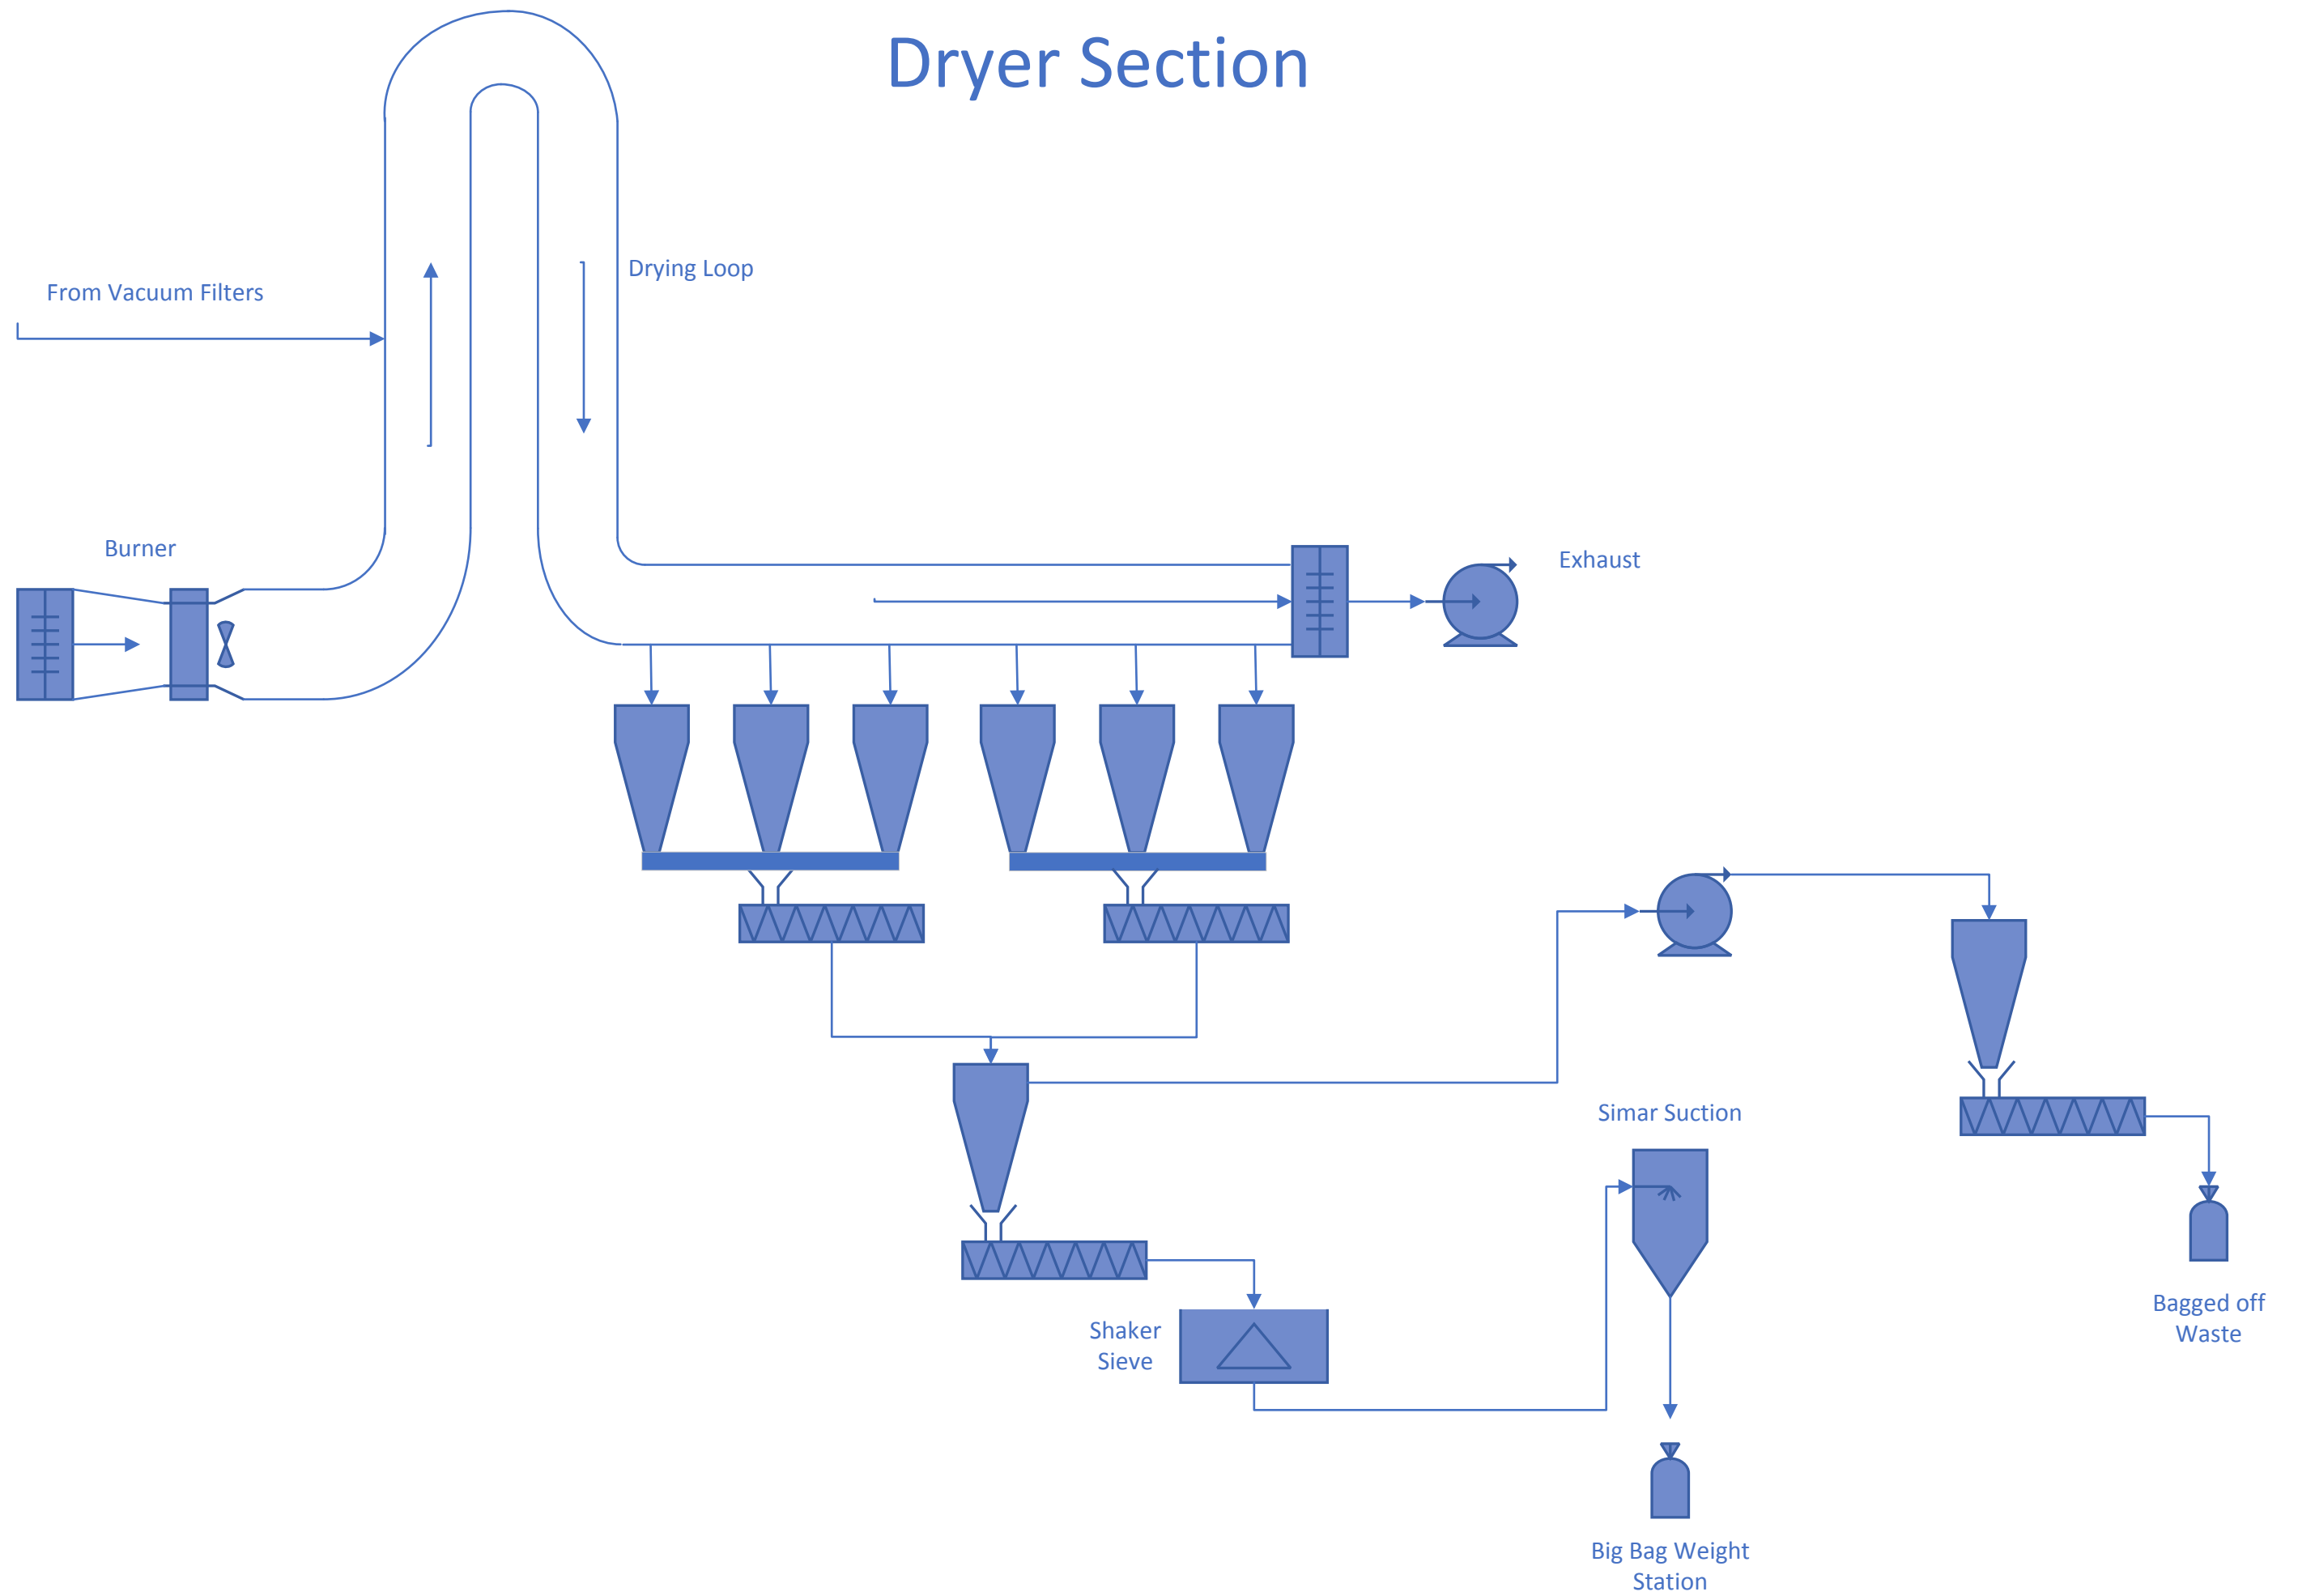 Dryer Section
Drying Loop
From Vacuum Filters
Burner
Exhaust
Simar Suction
Shaker
Sieve
Bagged off
Waste
Big Bag Weight
Station